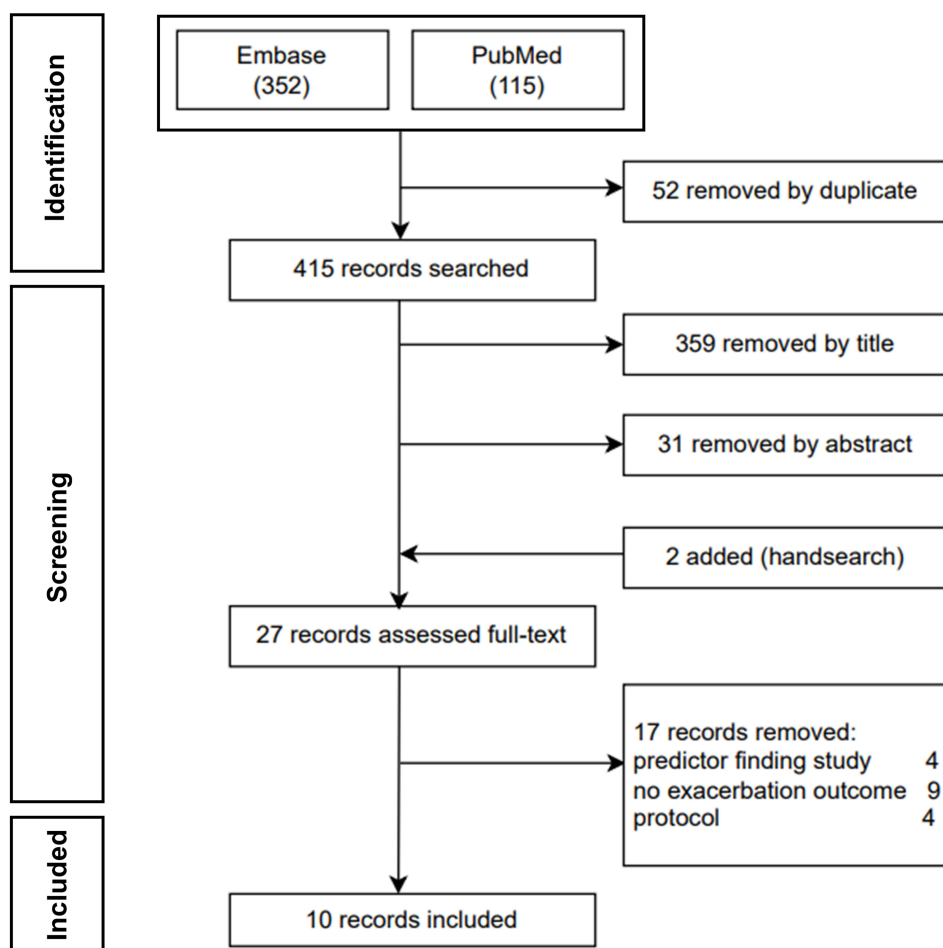 Identification
Embase
(352)
PubMed
(115)
52 removed by duplicate
415 records searched
Screening
359 removed by title
31 removed by abstract
2 added (handsearch)
27 records assessed full-text
17 records removed:
predictor finding study 4
no exacerbation outcome 9
protocol 4
Included
10 records included